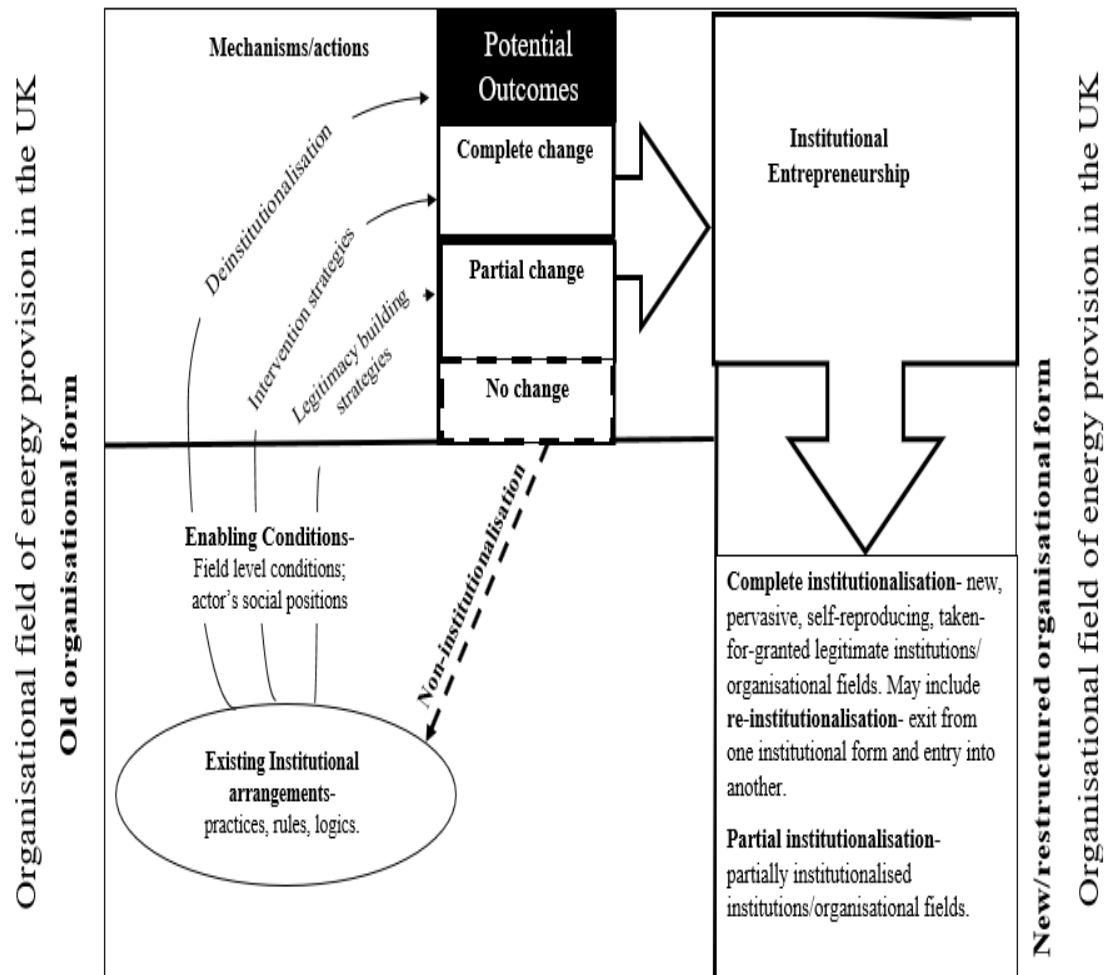 Organisational field of energy provision in the UK
Old organisational form
Mechanisms/actions
Deinstitutionalisation
Intervention strategies
Legitimacy building
strategies
Potential
Outcomes
Complete change
Partial change
No change
Institutional
Entrepreneurship
Non-institutionalisation
Enabling Conditions-
Field level conditions;
actor's social positions
Existing Institutional
arrangements-
practices, rules, logics.
Complete institutionalisation- new,
pervasive, self-reproducing, taken-
for-granted legitimate institutions/
organisational fields. May include
re-institutionalisation- exit from
one institutional form and entry into
another.
Partial institutionalisation-
partially institutionalised
institutions/organisational fields.
New/restructured organisational form
Organisational field of energy provision in the UK